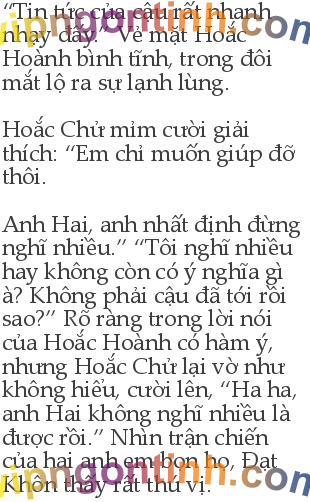 “Tin tức của cậu rất nhanh
nhạy đấy.” Vẻ mặt Hoắc
Hoành bình tĩnh, trong đôi
mắt lộ ra sự lạnh lùng.
Hoắc Chử mỉm cười giải
thích: “Em chỉ muốn giúp đỡ
thôi.
Anh Hai, anh nhất định đừng
nghĩ nhiều.” “Tôi nghĩ nhiều
hay không còn có ý nghĩa gì
à? Không phải cậu đã tới rồi
sao?” Rõ ràng trong lời nói
của Hoắc Hoành có hàm ý,
nhưng Hoắc Chử lại vờ như
không hiểu, cười lên, “Ha ha,
anh Hai không nghĩ nhiều là
được rồi.” Nhìn trận chiến
của hai anh em bọn họ, Đạt
Khôn thấy rất thú vị.